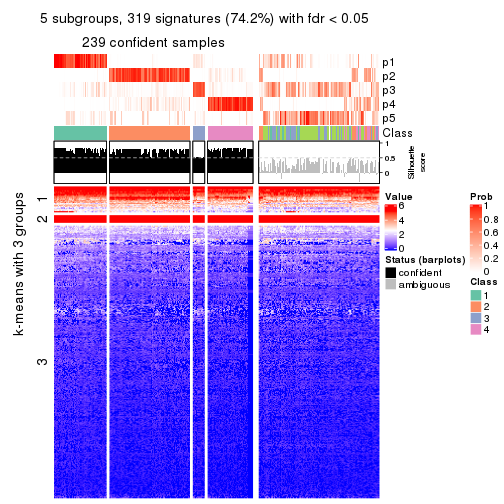 5 subgroups, 319 signatures (74.2%) with fdr < 0.05
239 confident samples
p1
p2
p3
p4
p5
Class
1
0.5
0
Silhouette
score
k-means with 3 groups
1
2
3
Value
6
4
2
0
Status (barplots)
confident
ambiguous
Prob
1
0.8
0.6
0.4
0.2
0
Class
1
2
3
4